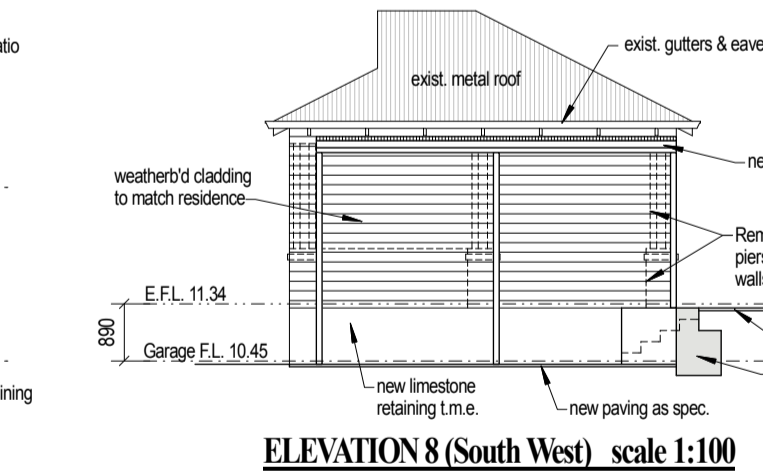 atio
exist. gutters & eave
exist. metal roof
ne
weatherb'd cladding
to match residence
Rem
piers
walls
E.F.L. 11.34
890
Garage F.L. 10.45
ining
new limestone
retaining t.m.e.
new paving as spec.
ELEVATION 8 (South West) scale 1:100